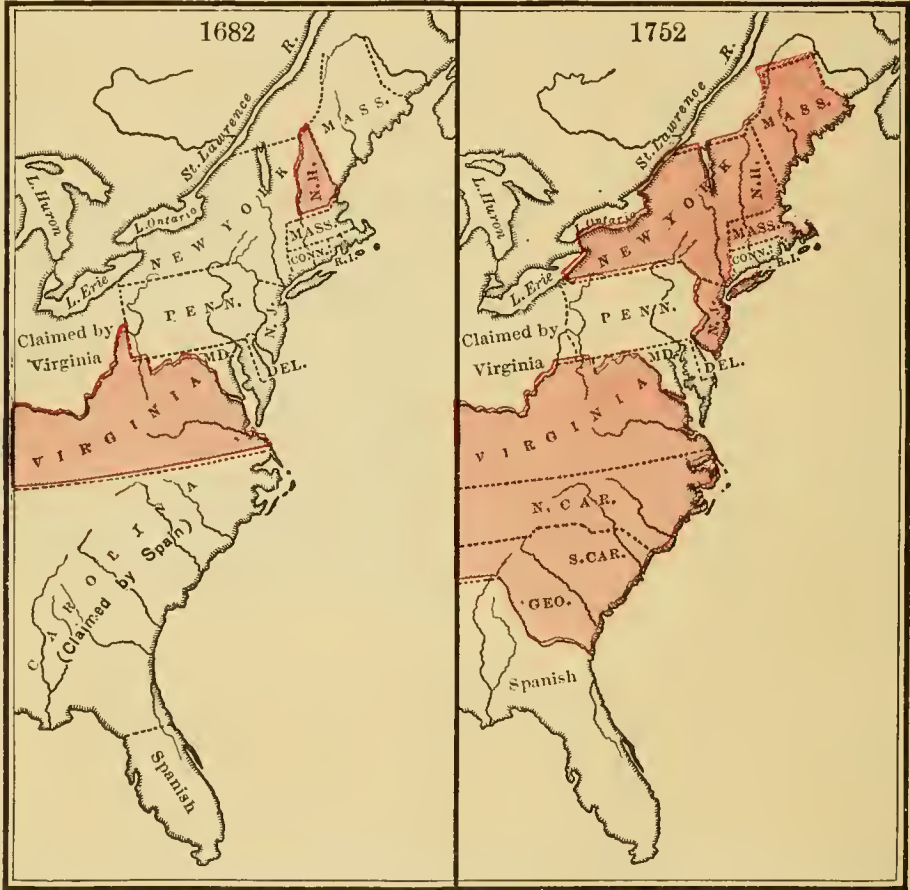 1682
St. Lawrence R.
MASS.
N.H.
L. Huron
L. Ontario
NEW YORK
MASS.
CONN.
R.I.
L. Erie
PENN.
N.J.
Claimed by
Virginia
MD.
DEL.
VIRGINIA
CAROLINA
(Claimed by Spain)
Spanish
1752
St. Lawrence R.
MASS.
N.H.
L. Huron
L. Ontario
NEW YORK
MASS.
CONN.
R.I.
L. Erie
PENN.
N.J.
Claimed by
Virginia
MD.
DEL.
VIRGINIA
N. CAR.
S. CAR.
GEO.
Spanish